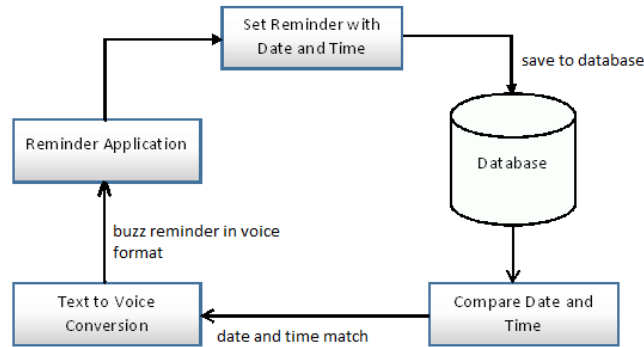 Set Reminder with
Date and Time
save to database
Reminder Application
Database
buzz reminder in voice
format
Text to Voice
Conversion
date and time match
Compare Date and
Time